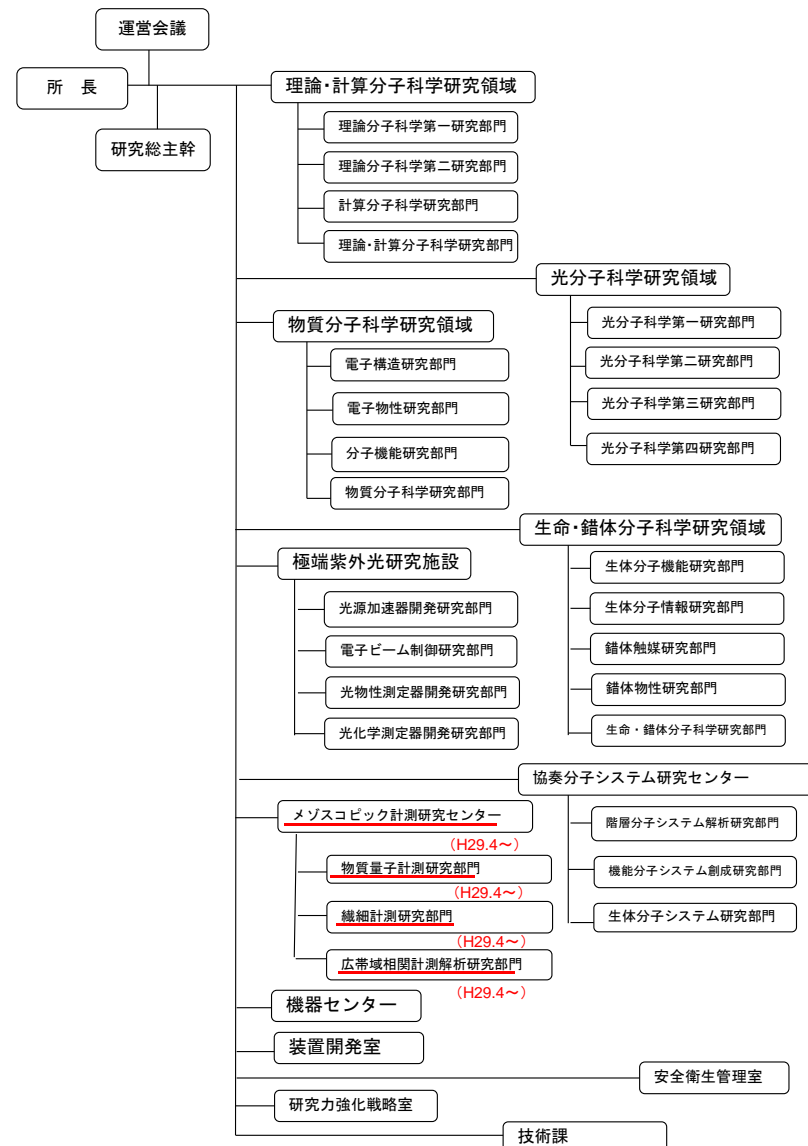 運営会議
所　長
研究総主幹
理論・計算分子科学研究領域
理論分子科学第一研究部門
理論分子科学第二研究部門
計算分子科学研究部門
理論・計算分子科学研究部門
光分子科学研究領域
光分子科学第一研究部門
光分子科学第二研究部門
光分子科学第三研究部門
光分子科学第四研究部門
物質分子科学研究領域
電子構造研究部門
電子物性研究部門
分子機能研究部門
物質分子科学研究部門
生命・錯体分子科学研究領域
生体分子機能研究部門
生体分子情報研究部門
錯体触媒研究部門
錯体物性研究部門
生命・錯体分子科学研究部門
極端紫外光研究施設
光源加速器開発研究部門
電子ビーム制御研究部門
光物性測定器開発研究部門
光化学測定器開発研究部門
協奏分子システム研究センター
階層分子システム解析研究部門
機能分子システム創成研究部門
生体分子システム研究部門
メゾスコピック計測研究センター
（H29.4～）
物質量子計測研究部門
（H29.4～）
繊細計測研究部門
（H29.4～）
広帯域相関計測解析研究部門
（H29.4～）
機器センター
装置開発室
安全衛生管理室
研究力強化戦略室
技術課